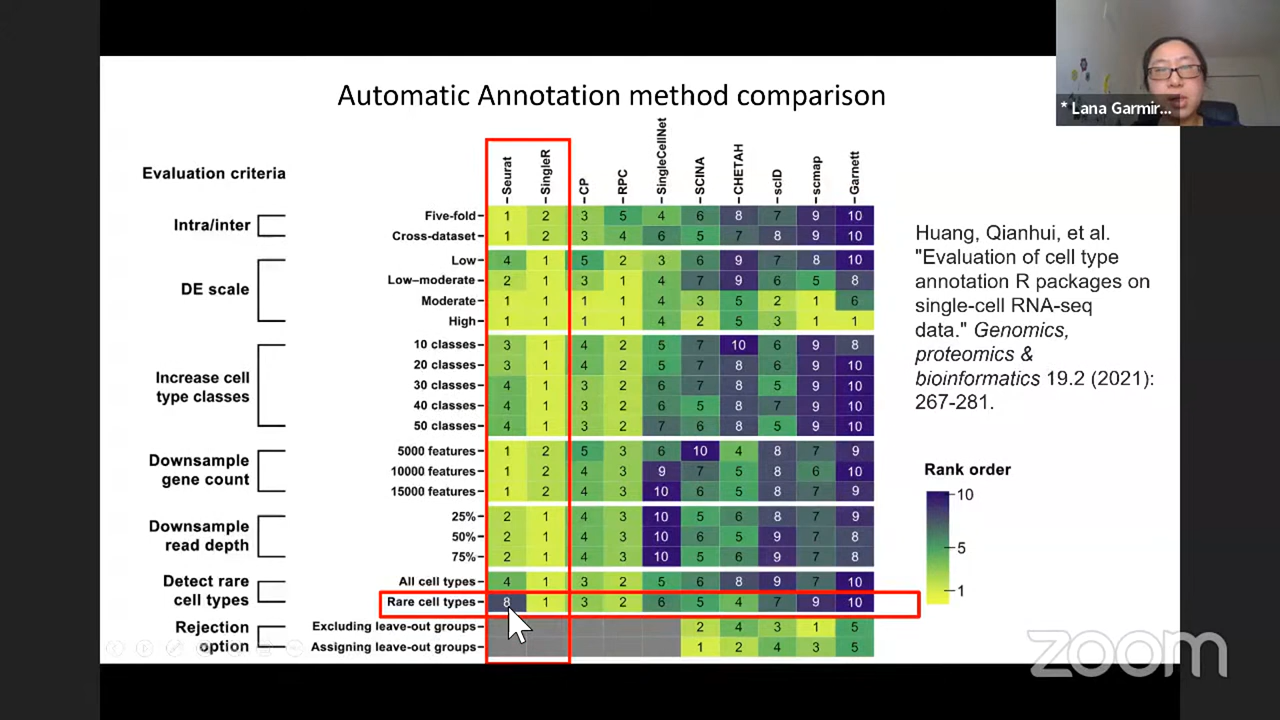 * Lana Garmir...
Automatic Annotation method comparison
Evaluation criteria
Seurat
SingleR
CP
RPC
SingleCellNet
SCINA
CHETAH
scID
scmap
Garnett
Intra/inter
Five-fold 1 2 3 5 4 6 8 7 9 10
Cross-dataset 1 2 3 4 6 5 7 8 9 10
DE scale
Low 4 1 5 2 3 6 9 7 8 10
Low–moderate 2 1 3 1 4 7 9 6 5 8
Moderate 1 1 1 1 4 3 5 2 1 6
High 1 1 1 1 4 2 5 3 1 1
Increase cell
type classes
10 classes 3 1 4 2 5 7 10 6 9 8
20 classes 3 1 4 2 5 7 8 6 9 10
30 classes 4 1 3 2 6 7 8 5 9 10
40 classes 4 1 3 2 6 5 8 7 9 10
50 classes 4 1 3 2 7 6 8 5 9 10
Downsample
gene count
5000 features 1 2 5 3 6 10 4 8 7 9
10000 features 1 2 4 3 9 7 5 8 6 10
15000 features 1 2 4 3 10 6 5 8 7 9
Downsample
read depth
25% 2 1 4 3 10 5 6 8 7 9
50% 2 1 4 3 10 6 5 9 7 8
75% 2 1 4 3 10 5 6 9 7 8
Detect rare
cell types
All cell types 4 1 3 2 5 6 8 9 7 10
Rare cell types 8 1 3 2 6 5 4 7 9 10
Rejection
option
Excluding leave-out groups 2 4 3 1 5
Assigning leave-out groups 1 2 4 3 5
Huang, Qianhui, et al.
"Evaluation of cell type
annotation R packages on
single-cell RNA-seq
data." Genomics,
proteomics &
bioinformatics 19.2 (2021):
267-281.
Rank order
10
5
1
zoom